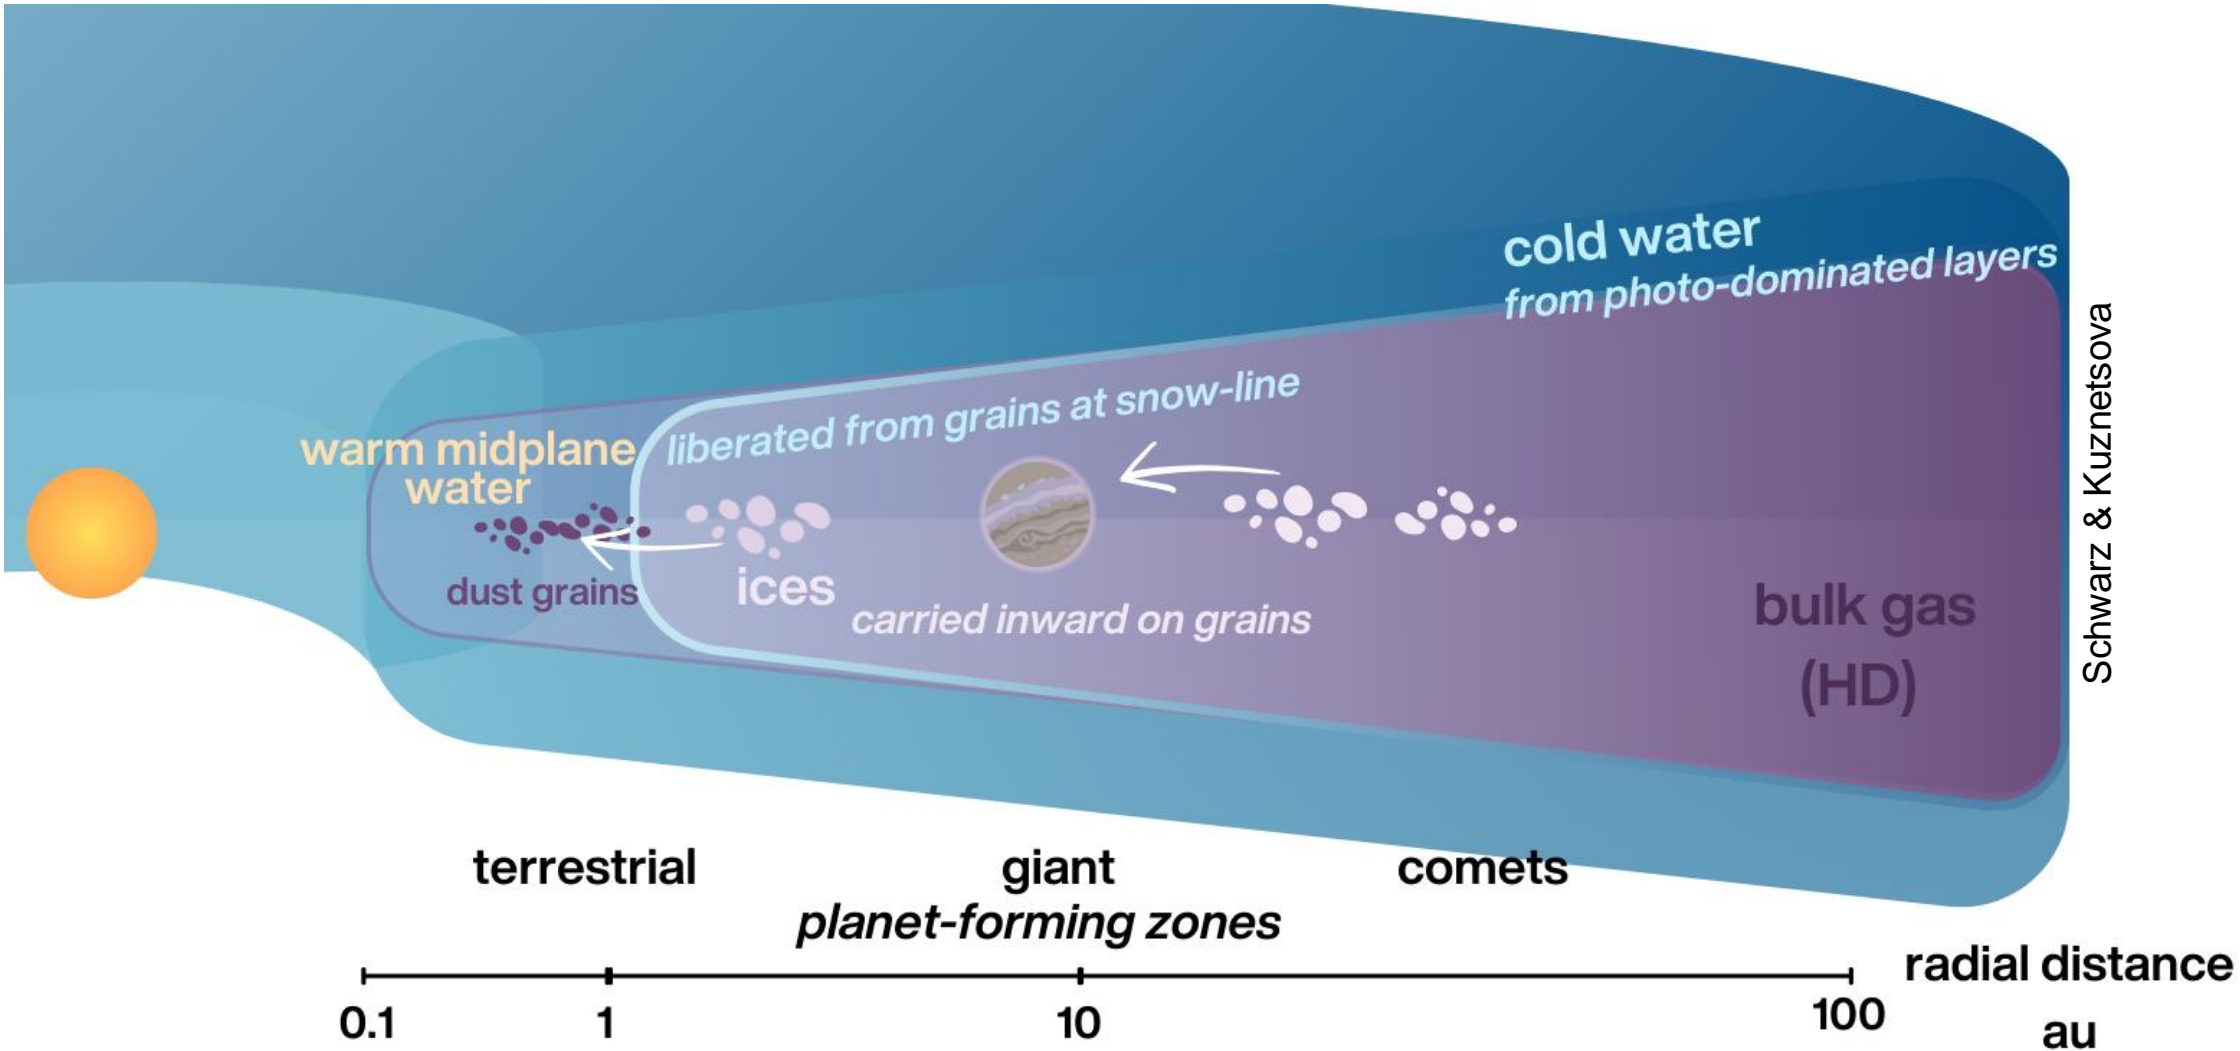 cold water
from photo-dominated layers
Schwarz & Kuznetsova
liberated from grains at snow-line
warm midplane
water
dust grains
ices
carried inward on grains
bulk gas
(HD)
terrestrial
giant
comets
planet-forming zones
radial distance
au
0.1
1
10
100